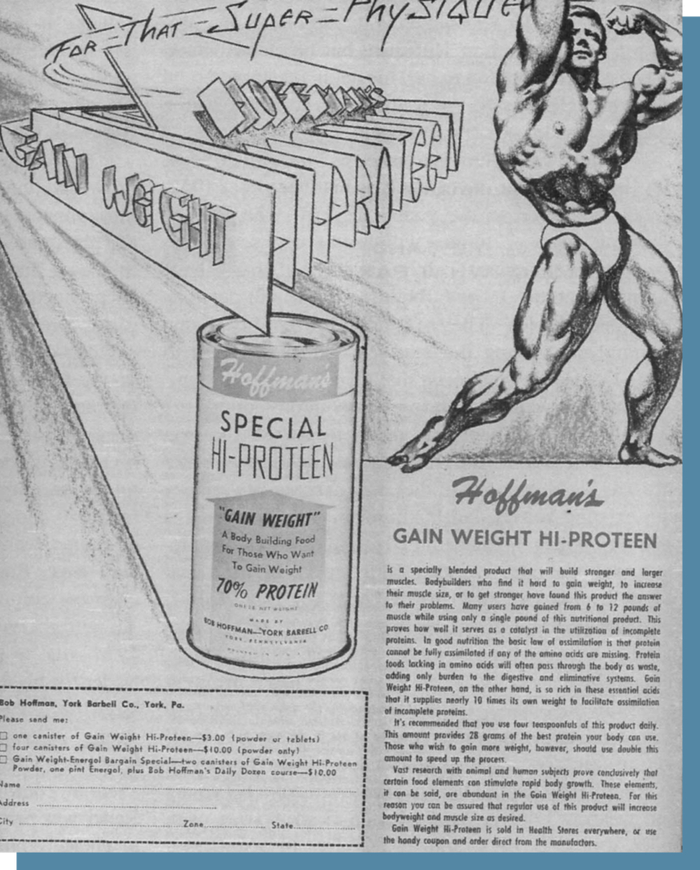 FOR - THAT - SUPER - PHYSIQUE
HOFFMAN'S
GAIN WEIGHT
PROTEEN
Hoffman's
SPECIAL
HI-PROTEEN
"GAIN WEIGHT"
A Body Building Food
For Those Who Want
To Gain Weight
70% PROTEIN
MADE BY
BOB HOFFMAN—YORK BARBELL CO.
YORK, PENNSYLVANIA
Hoffman's
GAIN WEIGHT HI-PROTEEN
is a specially blended product that will build stronger and larger
muscles. Bodybuilders who find it hard to gain weight, to increase
their muscle size, or to get stronger have found this product the answer
to their problems. Many users have gained from 6 to 12 pounds of
muscle while using only a single pound of this nutritional product. This
proves how well it serves as a catalyst in the utilization of incomplete
proteins. In good nutrition the basic law of assimilation is that protein
cannot be fully assimilated if any of the amino acids are missing. Protein
foods lacking in amino acids will often pass through the body as waste,
adding only burden to the digestive and eliminative systems. Gain
Weight Hi-Proteen, on the other hand, is so rich in these essential acids
that it supplies nearly 10 times its own weight to facilitate assimilation
of incomplete proteins.
It's recommended that you use four teaspoonfuls of this product daily.
This amount provides 28 grams of the best protein your body can use.
Those who wish to gain more weight, however, should use double this
amount to speed up the process.
Vast research with animal and human subjects prove conclusively that
certain food elements can stimulate rapid body growth. These elements,
it can be said, are abundant in the Gain Weight Hi-Proteen. For this
reason you can be assured that regular use of this product will increase
bodyweight and muscle size as desired.
Gain Weight Hi-Proteen is sold in Health Stores everywhere, or use
the handy coupon and order direct from the manufacturers.
Bob Hoffman, York Barbell Co., York, Pa.
Please send me:
one canister of Gain Weight Hi-Proteen—$3.00 (powder or tablets)
four canisters of Gain Weight Hi-Proteen—$10.00 (powder only)
Gain Weight-Energol Bargain Special—two canisters of Gain Weight Hi-Proteen
Powder, one pint Energol, plus Bob Hoffman's Daily Dozen course—$10.00
Name
Address
City Zone State